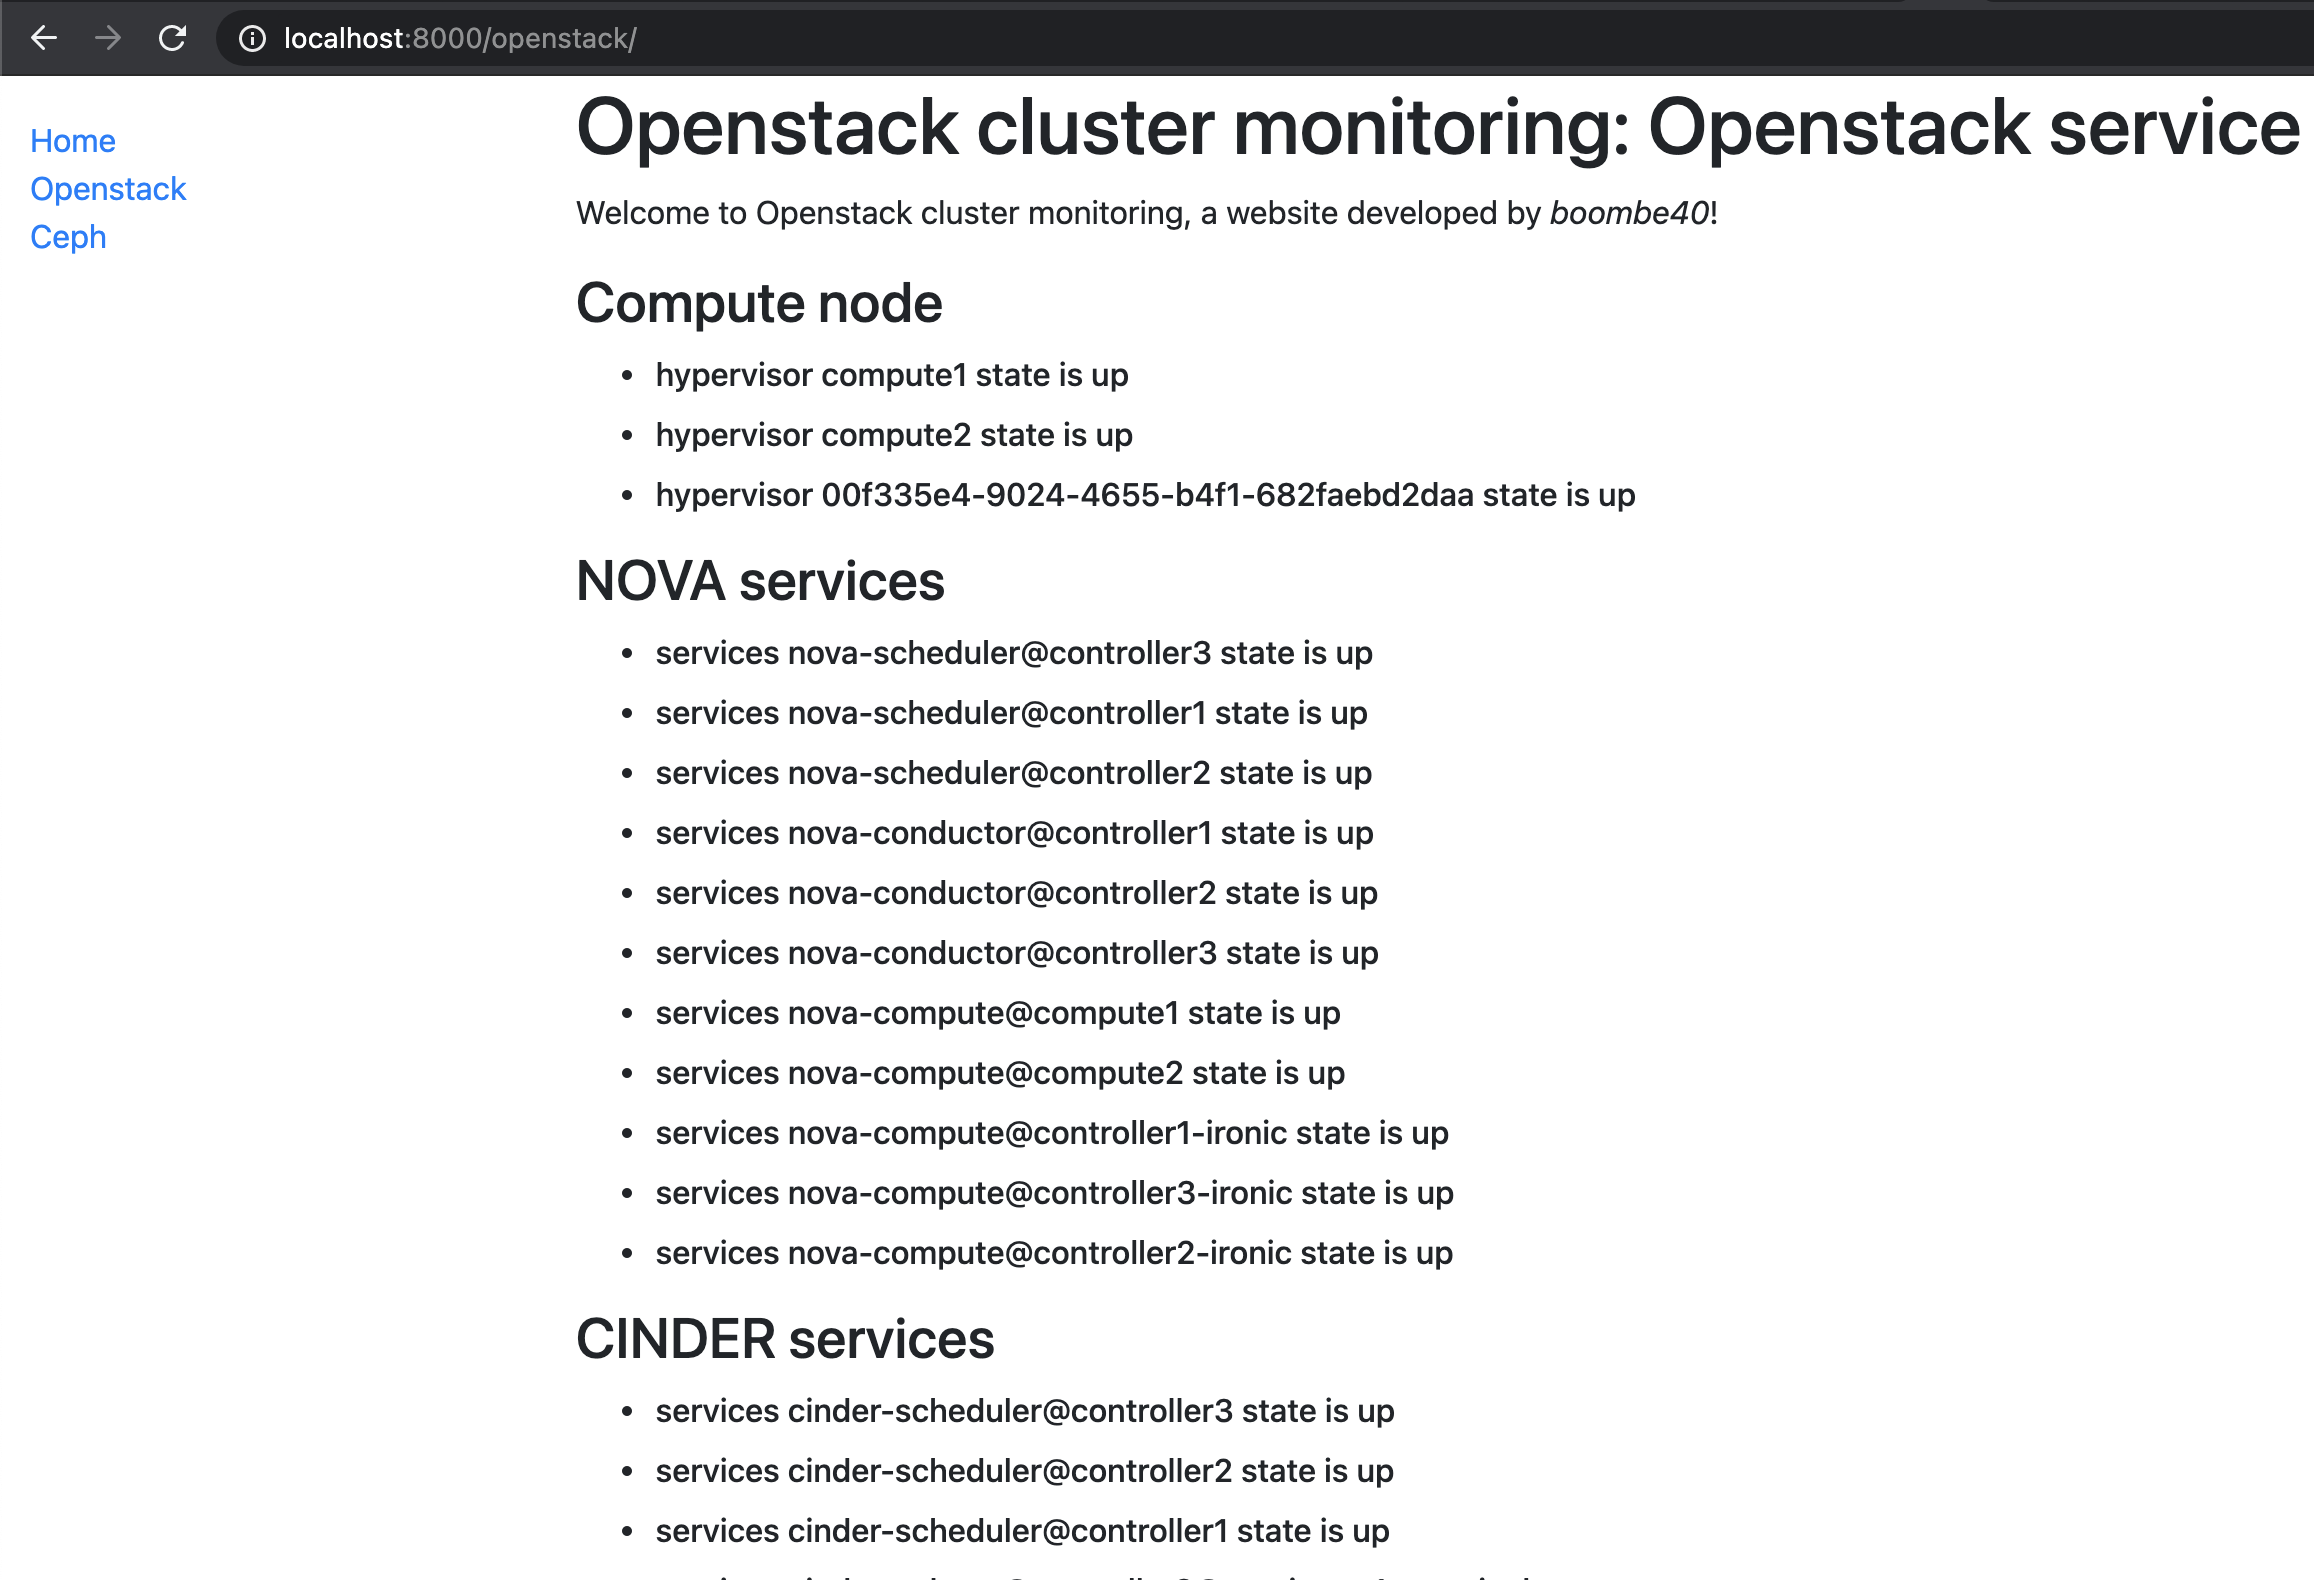 localhost:8000/openstack/
Home
Openstack
Ceph
Openstack cluster monitoring: Openstack service
Welcome to Openstack cluster monitoring, a website developed by boombe40!
Compute node
• hypervisor compute1 state is up
• hypervisor compute2 state is up
• hypervisor 00f335e4-9024-4655-b4f1-682faebd2daa state is up
NOVA services
• services nova-scheduler@controller3 state is up
• services nova-scheduler@controller1 state is up
• services nova-scheduler@controller2 state is up
• services nova-conductor@controller1 state is up
• services nova-conductor@controller2 state is up
• services nova-conductor@controller3 state is up
• services nova-compute@compute1 state is up
• services nova-compute@compute2 state is up
• services nova-compute@controller1-ironic state is up
• services nova-compute@controller3-ironic state is up
• services nova-compute@controller2-ironic state is up
CINDER services
• services cinder-scheduler@controller3 state is up
• services cinder-scheduler@controller2 state is up
• services cinder-scheduler@controller1 state is up